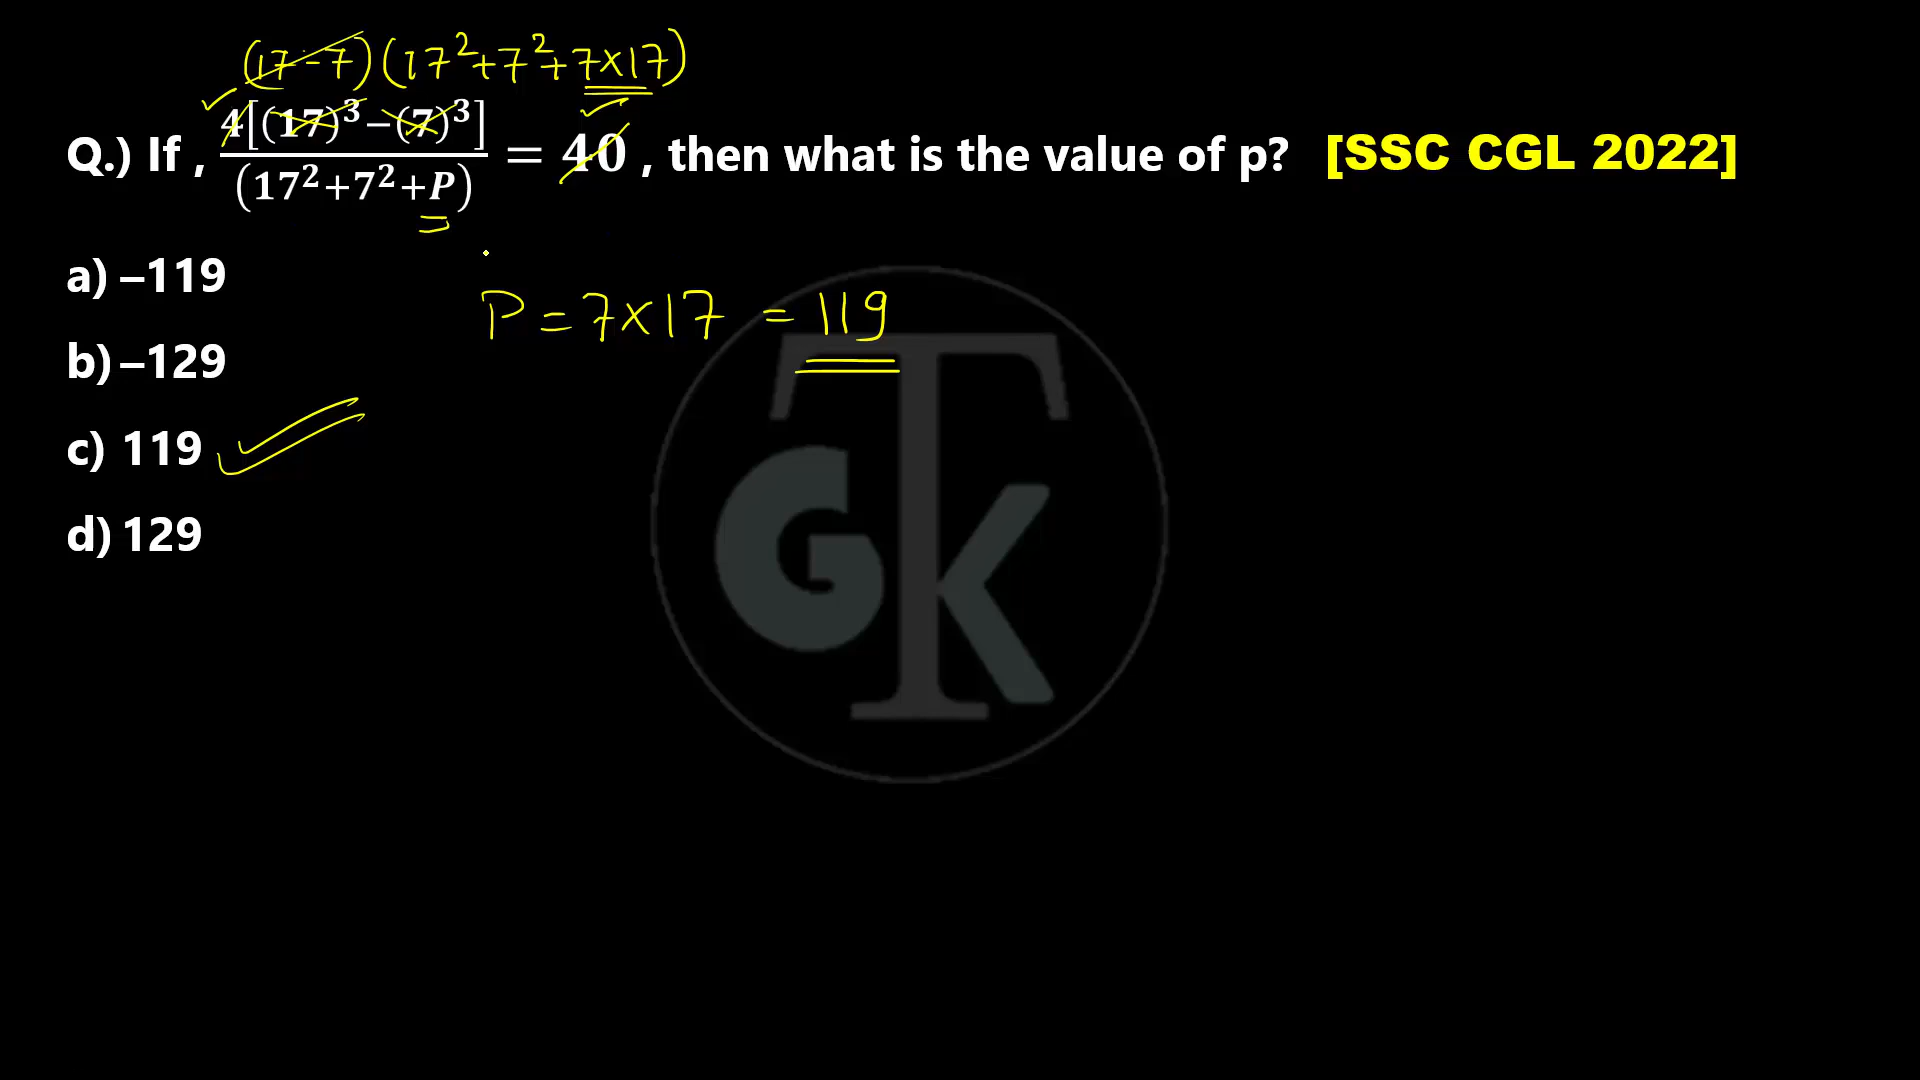 (17-7)(17²+7²+7×17)
Q.) If , 4[(17)³−(7)³] / (17²+7²+P) = 40 , then what is the value of p? [SSC CGL 2022]
a) –119
P = 7×17 = 119
b) –129
c) 119
d) 129
GTK